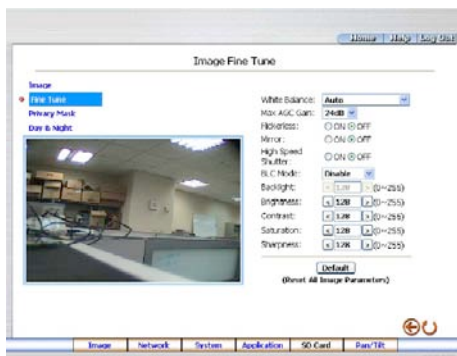 Home Help Log Out
Image Fine Tune
Image
Fine Tune
Privacy Mask
Day & Night
White Balance: Auto
Max AGC Gain: 24dB
Flickerless: ON OFF
Mirror: ON OFF
High Speed Shutter: ON OFF
BLC Mode: Disable
Backlight: < 128 > (0~255)
Brightness: < 128 > (0~255)
Contrast: < 128 > (0~255)
Saturation: < 128 > (0~255)
Sharpness: < 128 > (0~255)
Default
(Reset All Image Parameters)
Image Network System Application SD Card Pan/Tilt